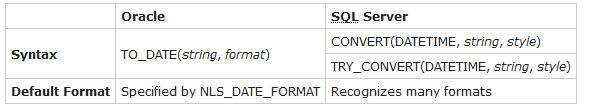 Oracle SQL Server
Syntax TO_DATE(string, format) CONVERT(DATETIME, string, style)
TRY_CONVERT(DATETIME, string, style)
Default Format Specified by NLS_DATE_FORMAT Recognizes many formats